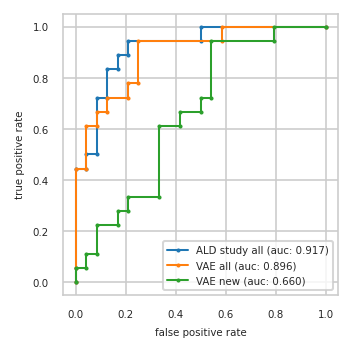 1.0
0.8
0.6
0.4
0.2
0.0
true positive rate
ALD study all (auc: 0.917)
VAE all (auc: 0.896)
VAE new (auc: 0.660)
0.0 0.2 0.4 0.6 0.8 1.0
false positive rate